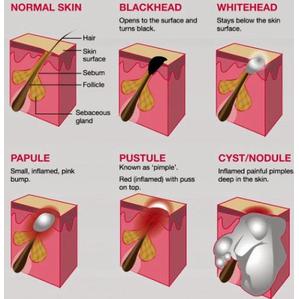 NORMAL SKIN
Hair
Skin
surface
Sebum
Follicle
Sebaceous
gland
BLACKHEAD
Opens to the surface and
turns black.
WHITEHEAD
Stays below the skin
surface.
PAPULE
Small, inflamed, pink
bump.
PUSTULE
Known as 'pimple'.
Red (inflamed) with puss
on top.
CYST/NODULE
Inflamed painful pimples
deep in the skin.